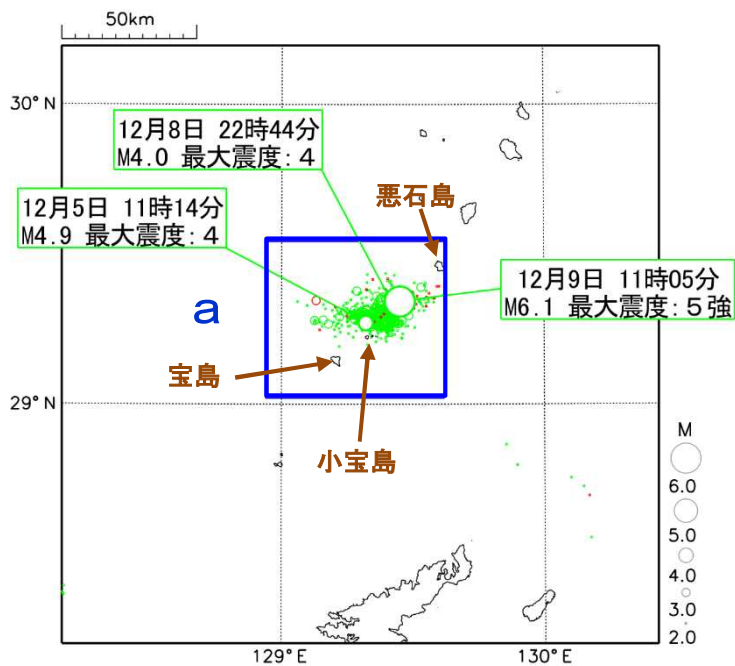 50km
30°N
12月8日 22時44分
M4.0 最大震度:4
悪石島
12月5日 11時14分
M4.9 最大震度:4
12月9日 11時05分
M6.1 最大震度:5強
a
宝島
小宝島
29°N
M
6.0
5.0
4.0
3.0
2.0
129°E
130°E